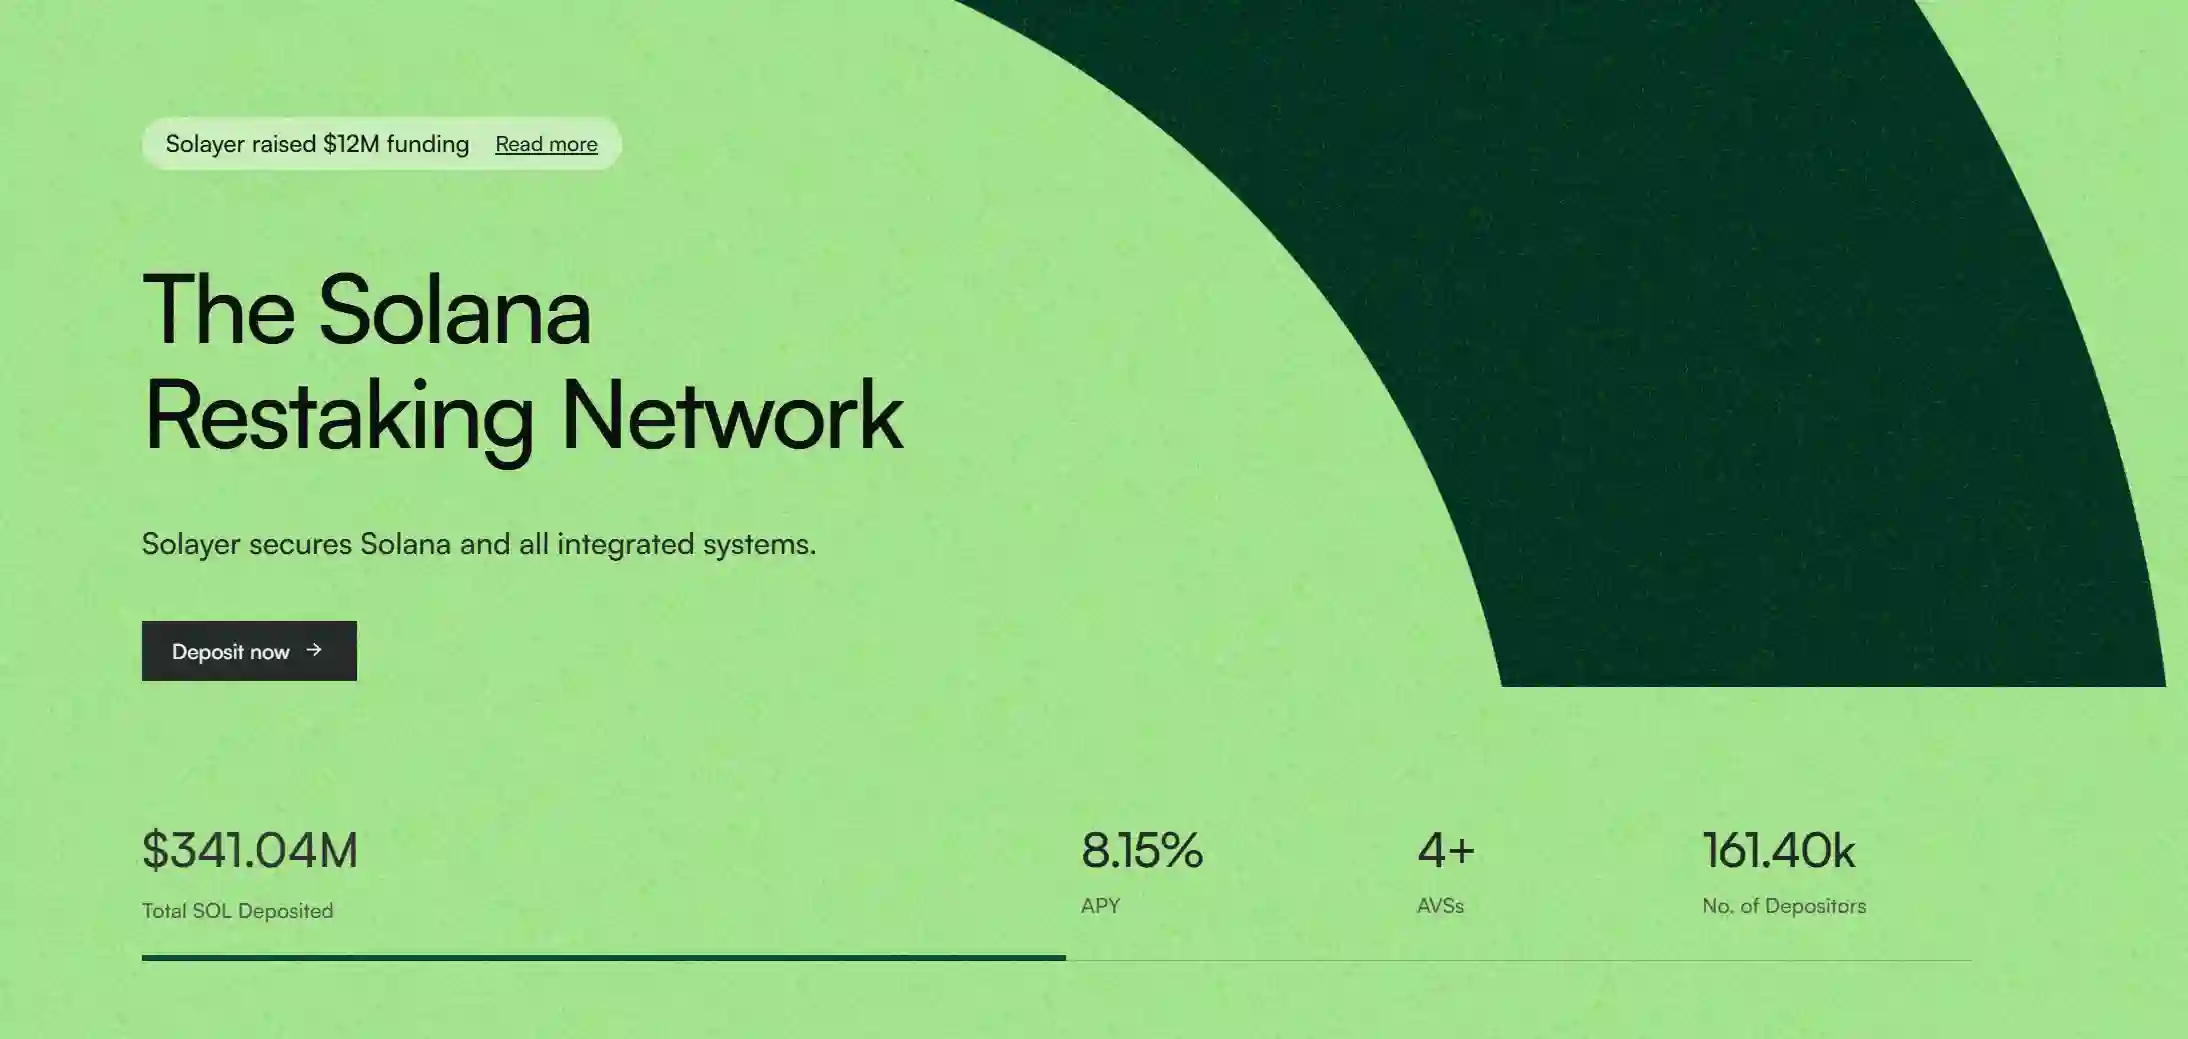 Solayer raised $12M funding Read more
The Solana
Restaking Network
Solayer secures Solana and all integrated systems.
Deposit now →
$341.04M
Total SOL Deposited
8.15%
APY
4+
AVSs
161.40k
No. of Depositors